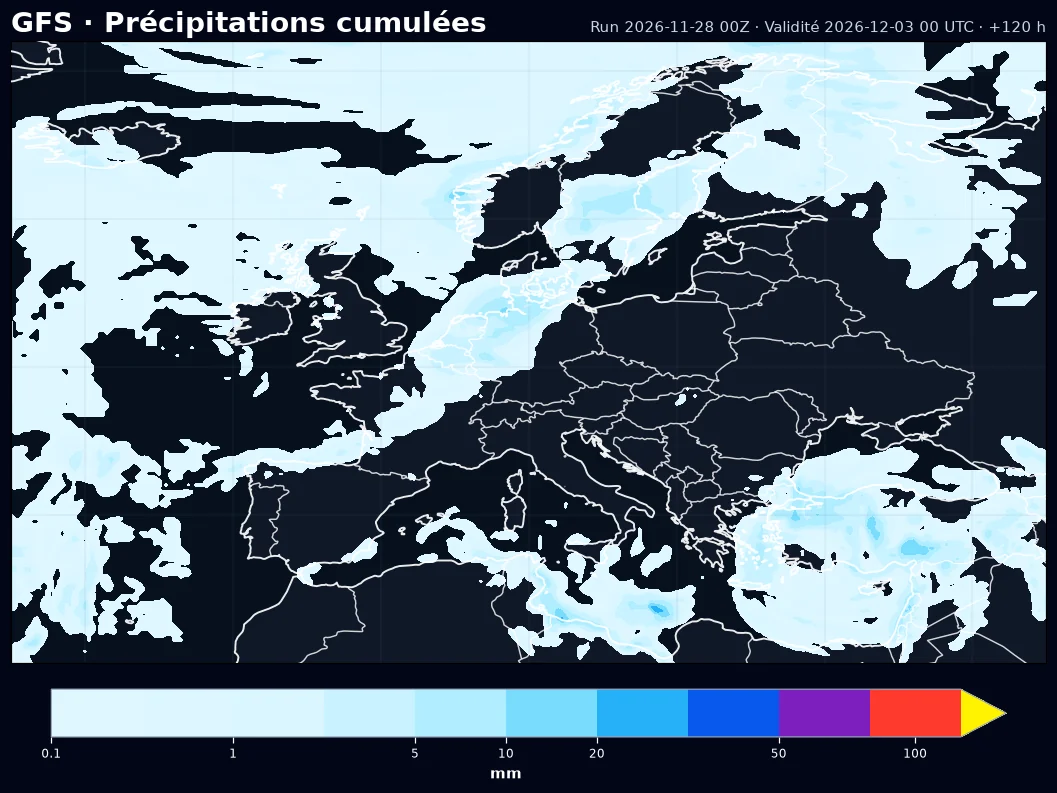 GFS · Précipitations cumulées
Run 2026-11-28 00Z · Validité 2026-12-03 00 UTC · +120 h
0.1 1 5 10 20 50 100
mm